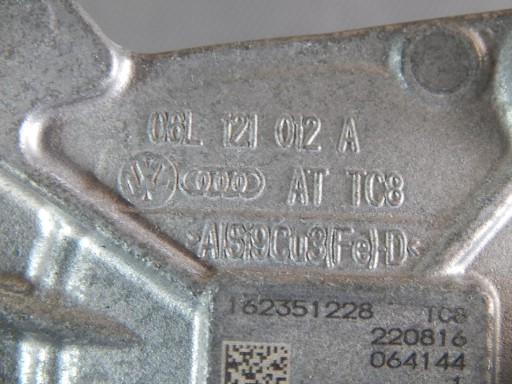 06L 121 012 A
AT TC8
>AlSi9Cu3(Fe)-D<
162351228 TC8
220816
064144